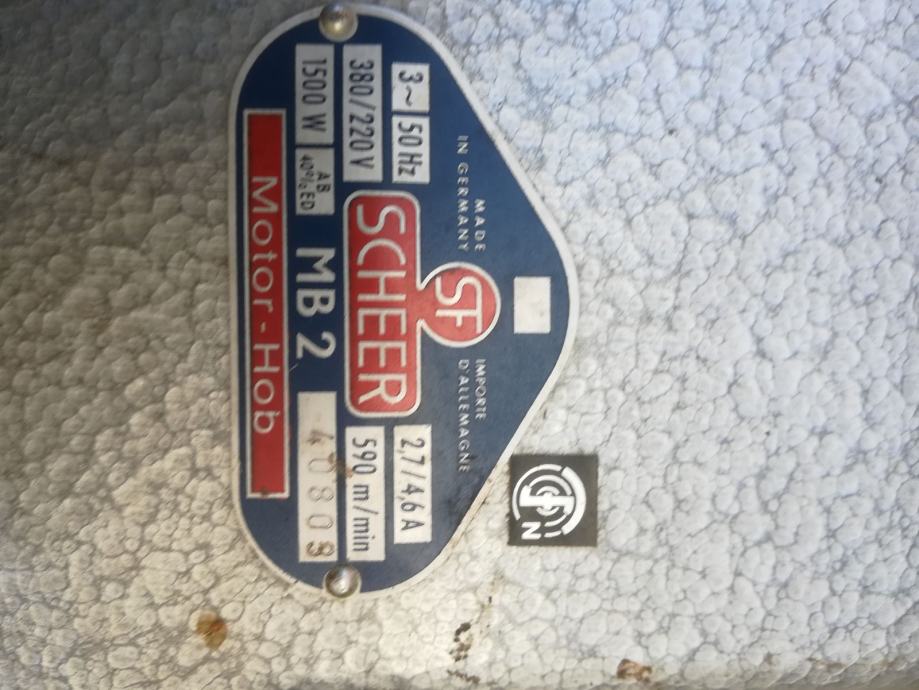 MADE
IN GERMANY
IMPORTE
D'ALLEMAGNE
SF
3~ 50 Hz
2,7/4,6 A
380/220 V
SCHEER
590 m/min
1500 W
AB
40% ED
MB 2
40809
Motor-Hob
N